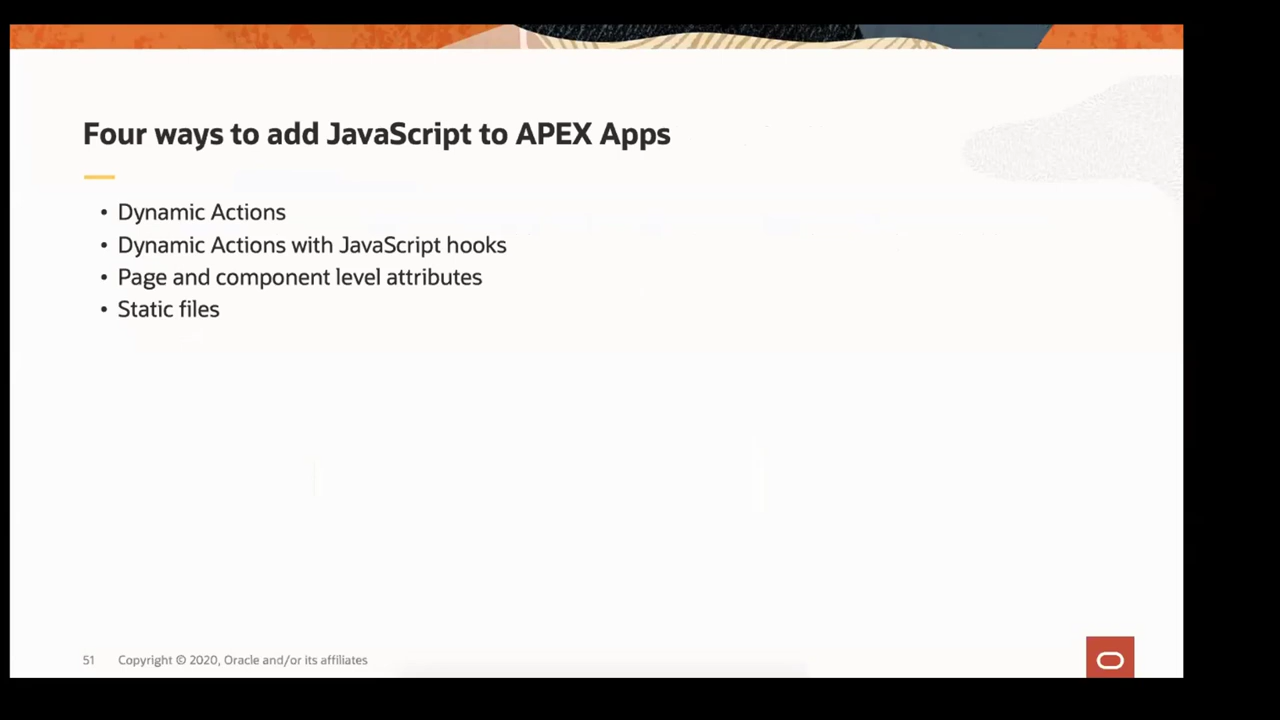 Four ways to add JavaScript to APEX Apps
• Dynamic Actions
• Dynamic Actions with JavaScript hooks
• Page and component level attributes
• Static files
51 Copyright © 2020, Oracle and/or its affiliates